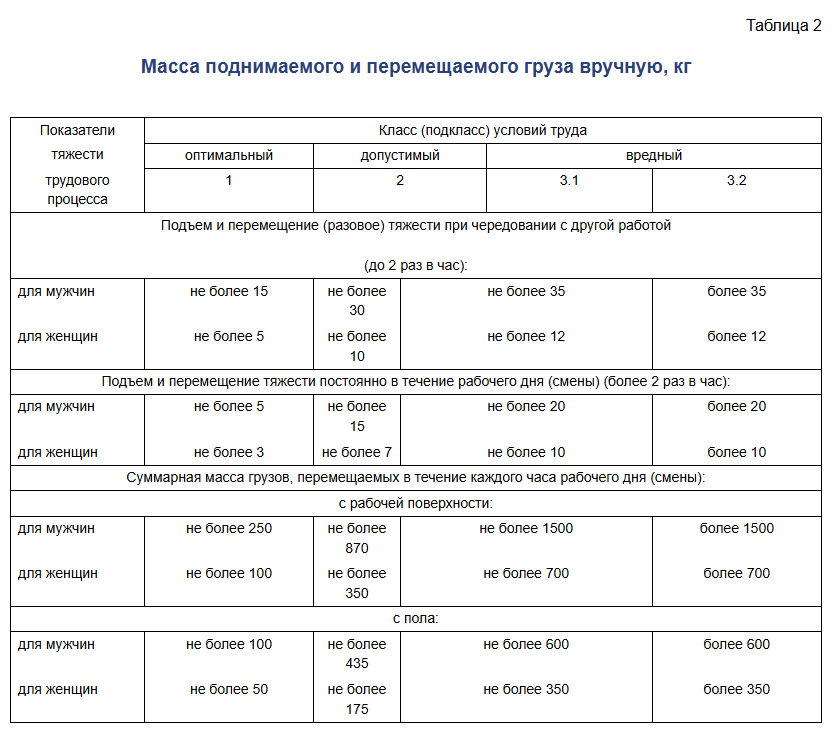 Таблица 2
Масса поднимаемого и перемещаемого груза вручную, кг
Показатели тяжести трудового процесса
Класс (подкласс) условий труда
оптимальный допустимый вредный
1 2 3.1 3.2
Подъем и перемещение (разовое) тяжести при чередовании с другой работой
(до 2 раз в час):
для мужчин не более 15 не более 30 не более 35 более 35
для женщин не более 5 не более 10 не более 12 более 12
Подъем и перемещение тяжести постоянно в течение рабочего дня (смены) (более 2 раз в час):
для мужчин не более 5 не более 15 не более 20 более 20
для женщин не более 3 не более 7 не более 10 более 10
Суммарная масса грузов, перемещаемых в течение каждого часа рабочего дня (смены):
с рабочей поверхности:
для мужчин не более 250 не более 870 не более 1500 более 1500
для женщин не более 100 не более 350 не более 700 более 700
с пола:
для мужчин не более 100 не более 435 не более 600 более 600
для женщин не более 50 не более 175 не более 350 более 350